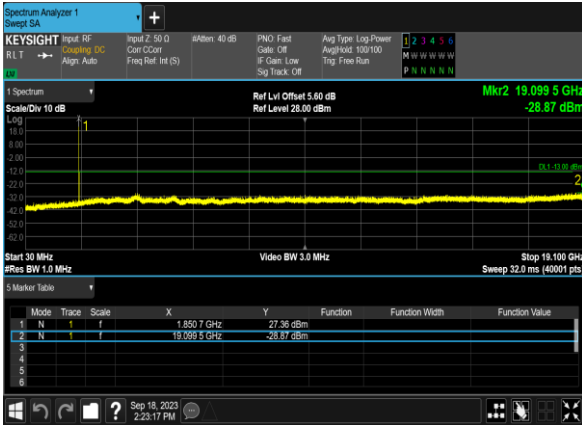 Spectrum Analyzer 1
Swept SA
+
KEYSIGHT Input: RF Input Z: 50 Ω #Atten: 40 dB PNO: Fast Avg Type: Log-Power 1 2 3 4 5 6
RLT Coupling: DC Corr CCorr Gate: Off Avg|Hold: 100/100 M W W W W W
Align: Auto Freq Ref: Int (S) IF Gain: Low Trig: Free Run
Sig Track: Off P N N N N N
LW
1 Spectrum Ref Lvl Offset 5.60 dB Mkr2 19.099 5 GHz
Scale/Div 10 dB Ref Level 28.00 dBm -28.87 dBm
Log
1
18.0
8.00
-2.00
-12.0 DL1 -13.00 dBm
-22.0 2
-32.0
-42.0
-52.0
-62.0
Start 30 MHz Video BW 3.0 MHz Stop 19.100 GHz
#Res BW 1.0 MHz Sweep 32.0 ms (40001 pts
5 Marker Table
Mode Trace Scale X Y Function Function Width Function Value
1 N 1 f 1.850 7 GHz 27.36 dBm
2 N 1 f 19.099 5 GHz -28.87 dBm
3
4
5
6
? Sep 18, 2023
2:23:17 PM